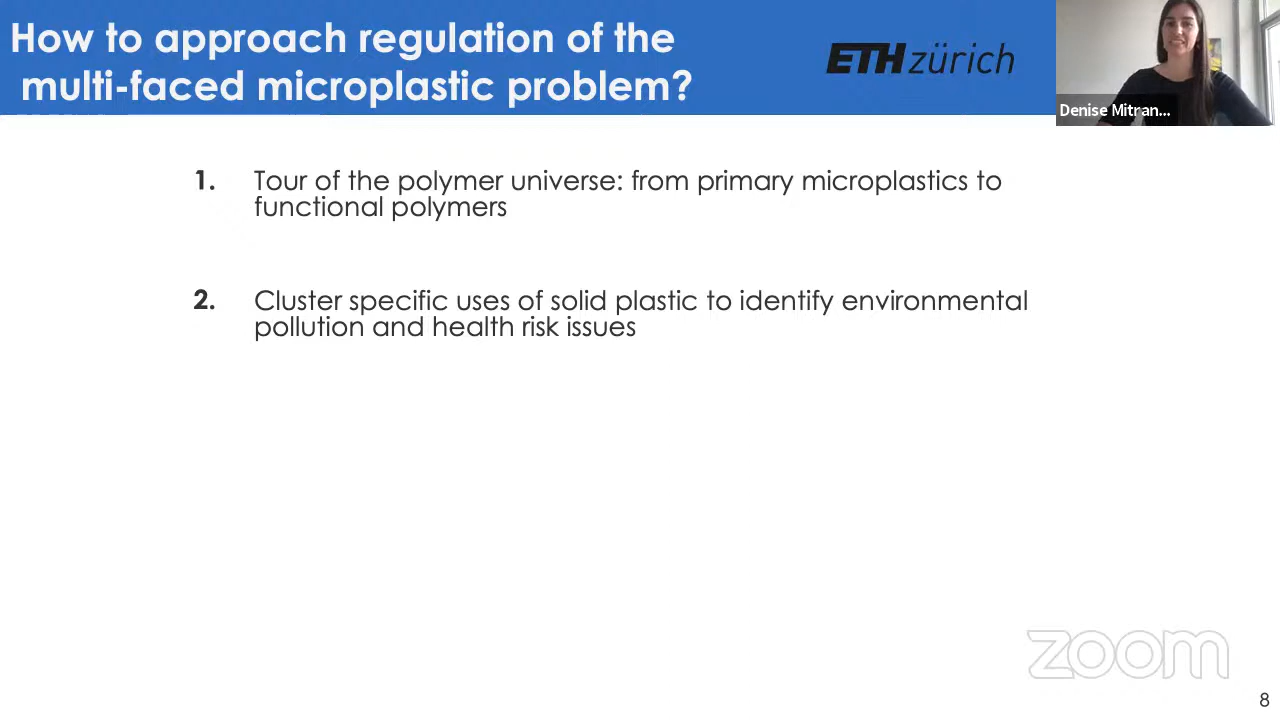 How to approach regulation of the
multi-faced microplastic problem?
ETH zürich
Denise Mitran...
1. Tour of the polymer universe: from primary microplastics to
functional polymers
2. Cluster specific uses of solid plastic to identify environmental
pollution and health risk issues
zoom
8